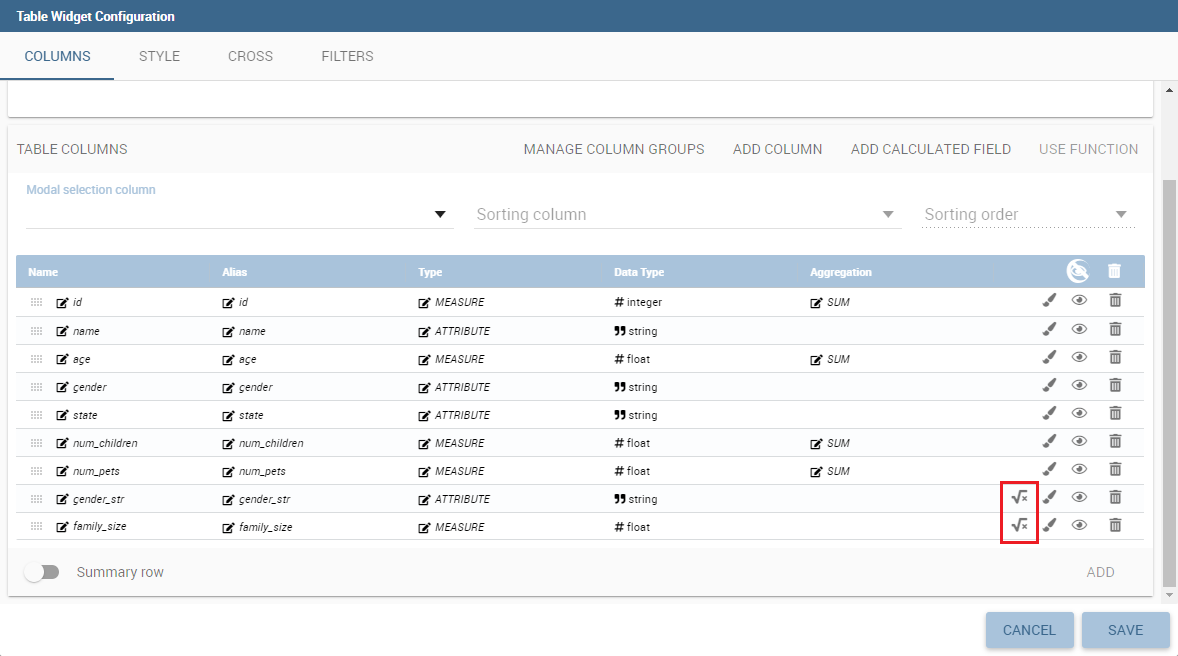 Table Widget Configuration
COLUMNS STYLE CROSS FILTERS
TABLE COLUMNS MANAGE COLUMN GROUPS ADD COLUMN ADD CALCULATED FIELD USE FUNCTION
Modal selection column
Sorting column Sorting order
Name Alias Type Data Type Aggregation
id id MEASURE # integer SUM
name name ATTRIBUTE string
age age MEASURE # float SUM
gender gender ATTRIBUTE string
state state ATTRIBUTE string
num_children num_children MEASURE # float SUM
num_pets num_pets MEASURE # float SUM
gender_str gender_str ATTRIBUTE string √x
family_size family_size MEASURE # float √x
Summary row ADD
CANCEL SAVE